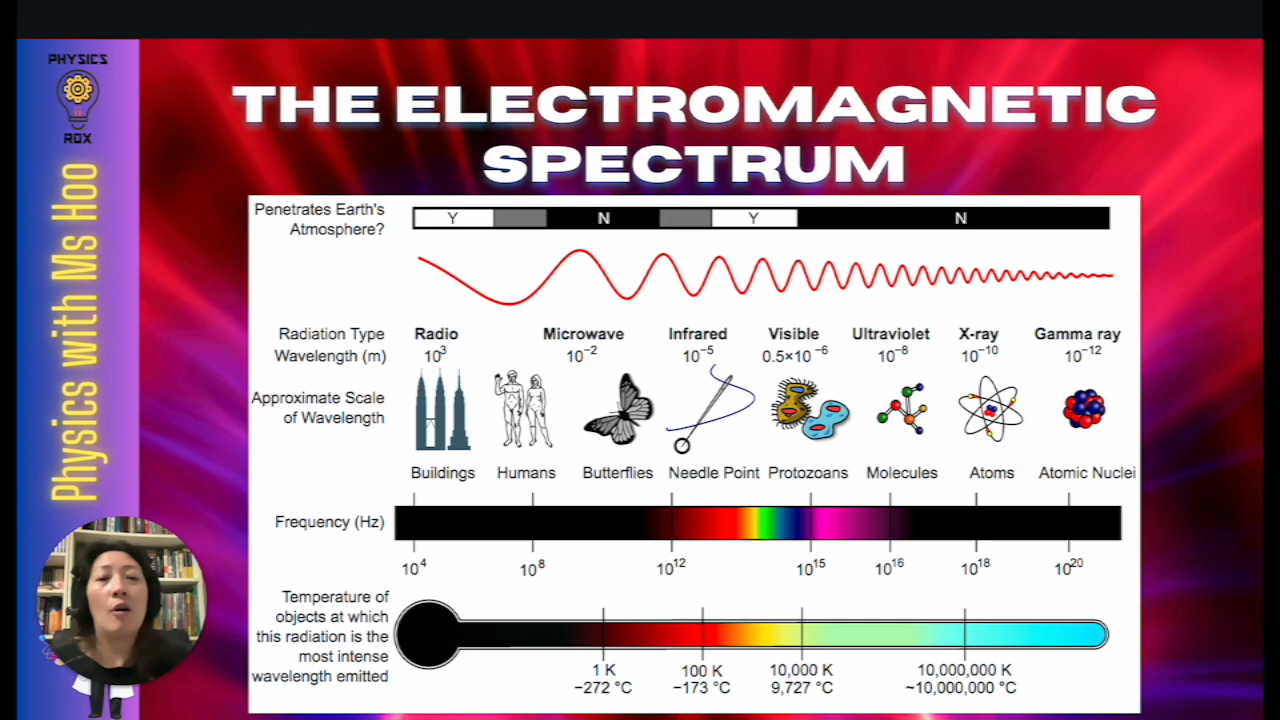 PHYSICS
ROX
Physics with Ms Hoo
THE ELECTROMAGNETIC
SPECTRUM
Penetrates Earth's
Atmosphere?
Y N Y N
Radiation Type
Radio Microwave Infrared Visible Ultraviolet X-ray Gamma ray
Wavelength (m)
10³ 10⁻² 10⁻⁵ 0.5×10⁻⁶ 10⁻⁸ 10⁻¹⁰ 10⁻¹²
Approximate Scale
of Wavelength
Buildings Humans Butterflies Needle Point Protozoans Molecules Atoms Atomic Nuclei
Frequency (Hz)
10⁴ 10⁸ 10¹² 10¹⁵ 10¹⁶ 10¹⁸ 10²⁰
Temperature of
objects at which
this radiation is the
most intense
wavelength emitted
1 K 100 K 10,000 K 10,000,000 K
−272 °C −173 °C 9,727 °C ~10,000,000 °C